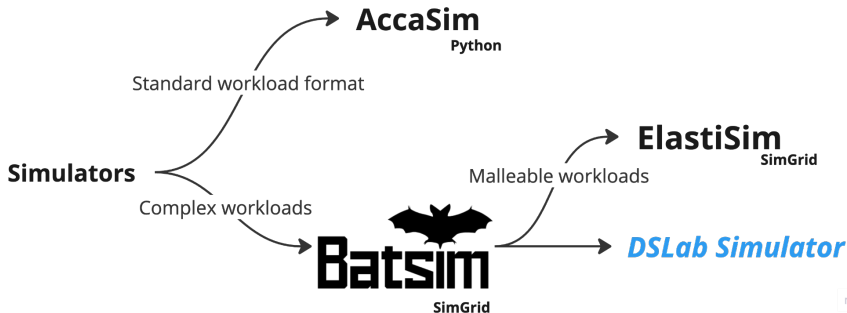 AccaSim
Python
Standard workload format
Simulators
Complex workloads
Batsim
SimGrid
Malleable workloads
ElastiSim
SimGrid
DSLab Simulator